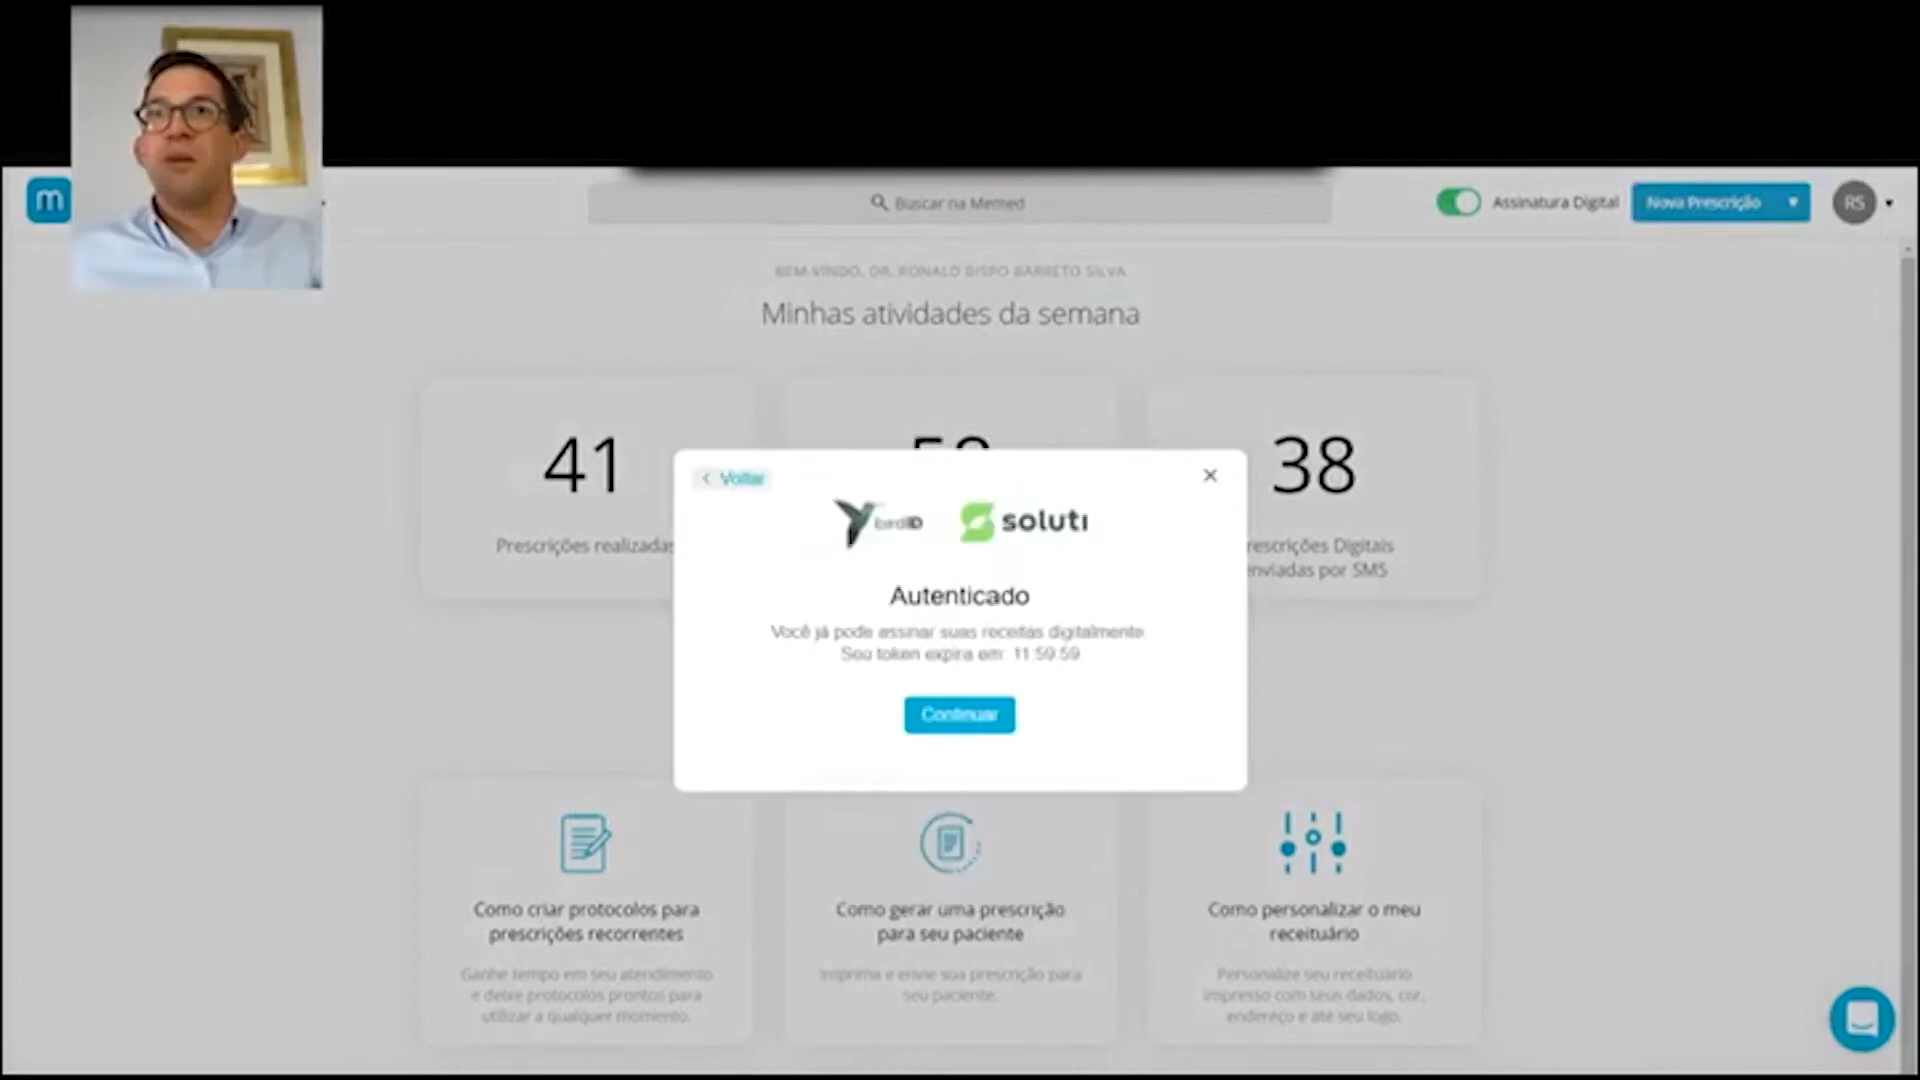 m
Buscar na Memed
Assinatura Digital
Nova Prescrição
RS
BEM-VINDO, DR. RONALD BISPO BARRETO SILVA
Minhas atividades da semana
41
38
Prescrições realizadas
rescrições Digitais
enviadas por SMS
Voltar
birdID
soluti
Autenticado
Você já pode assinar suas receitas digitalmente
Seu token expira em: 11:59:59
Continuar
Como criar protocolos para
prescrições recorrentes
Ganhe tempo em seu atendimento
e deixe protocolos prontos para
utilizar a qualquer momento.
Como gerar uma prescrição
para seu paciente
Imprima e envie sua prescrição para
seu paciente.
Como personalizar o meu
receituário
Personalize seu receituário
impresso com seus dados, cor,
endereço e até seu logo.